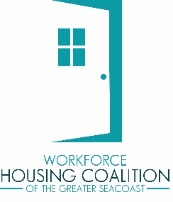 WORKFORCE
HOUSING COALITION
OF THE GREATER SEACOAST